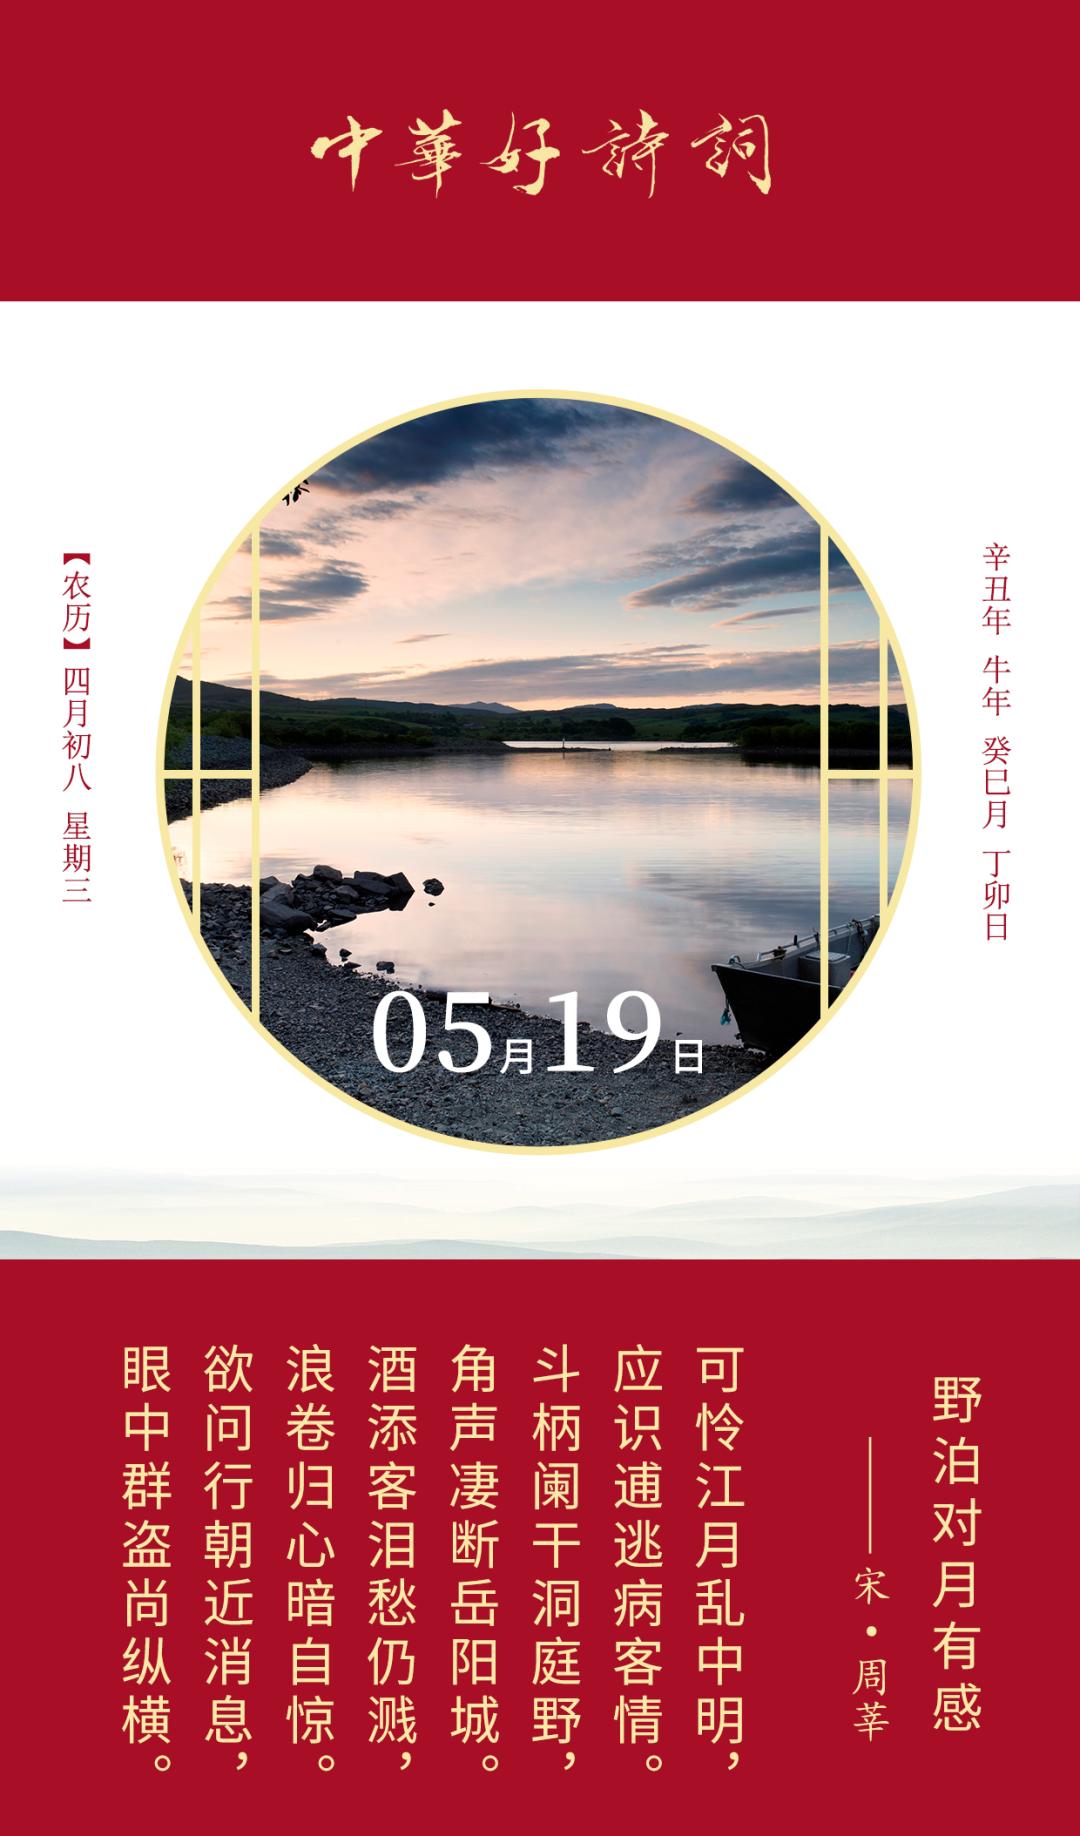 中華好詩詞
辛丑年 牛年 癸巳月 丁卯日
【农历】四月初八 星期三
05月19日
野泊对月有感
——宋·周莘
可怜江月乱中明，
应识逋逃病客情。
斗柄阑干洞庭野，
角声凄断岳阳城。
酒添客泪愁仍溅，
浪卷归心暗自惊。
欲问行朝近消息，
眼中群盗尚纵横。